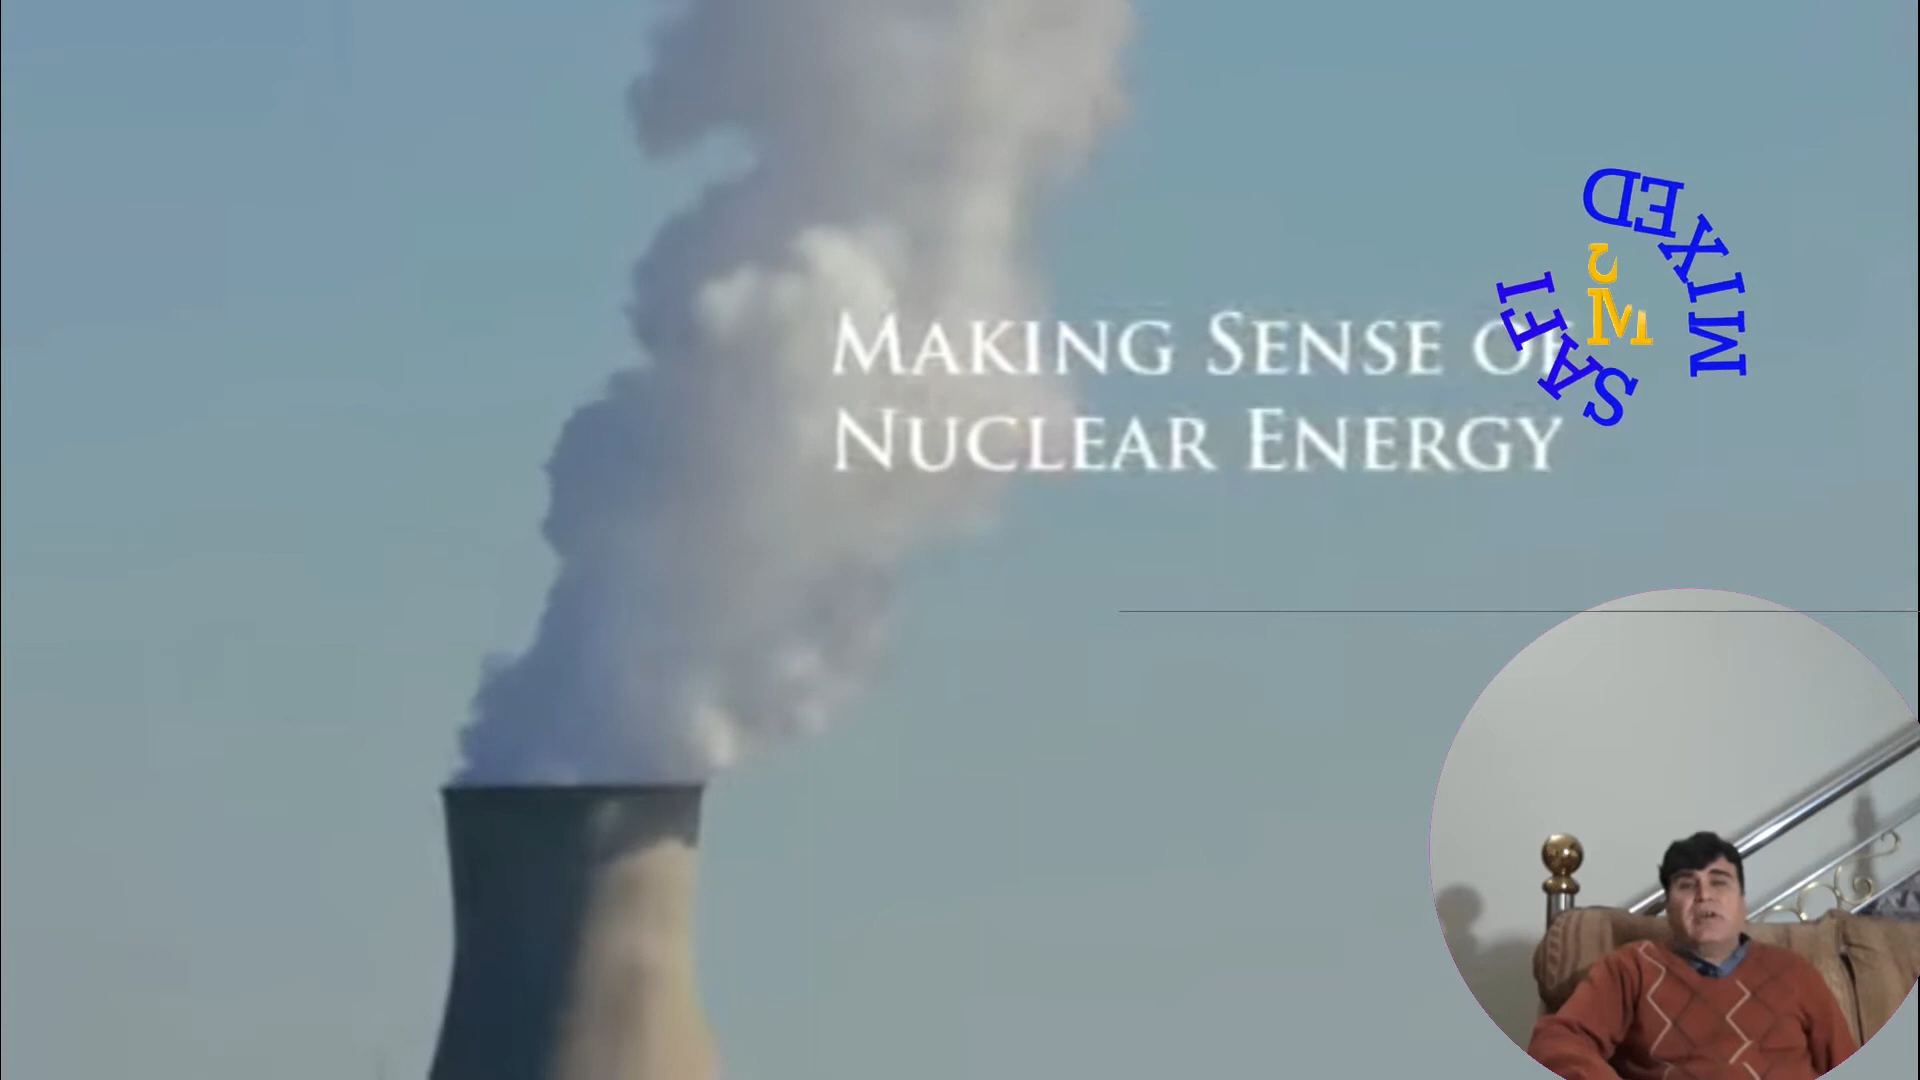 MAKING SENSE OF
NUCLEAR ENERGY
MIXED
SAFI
M